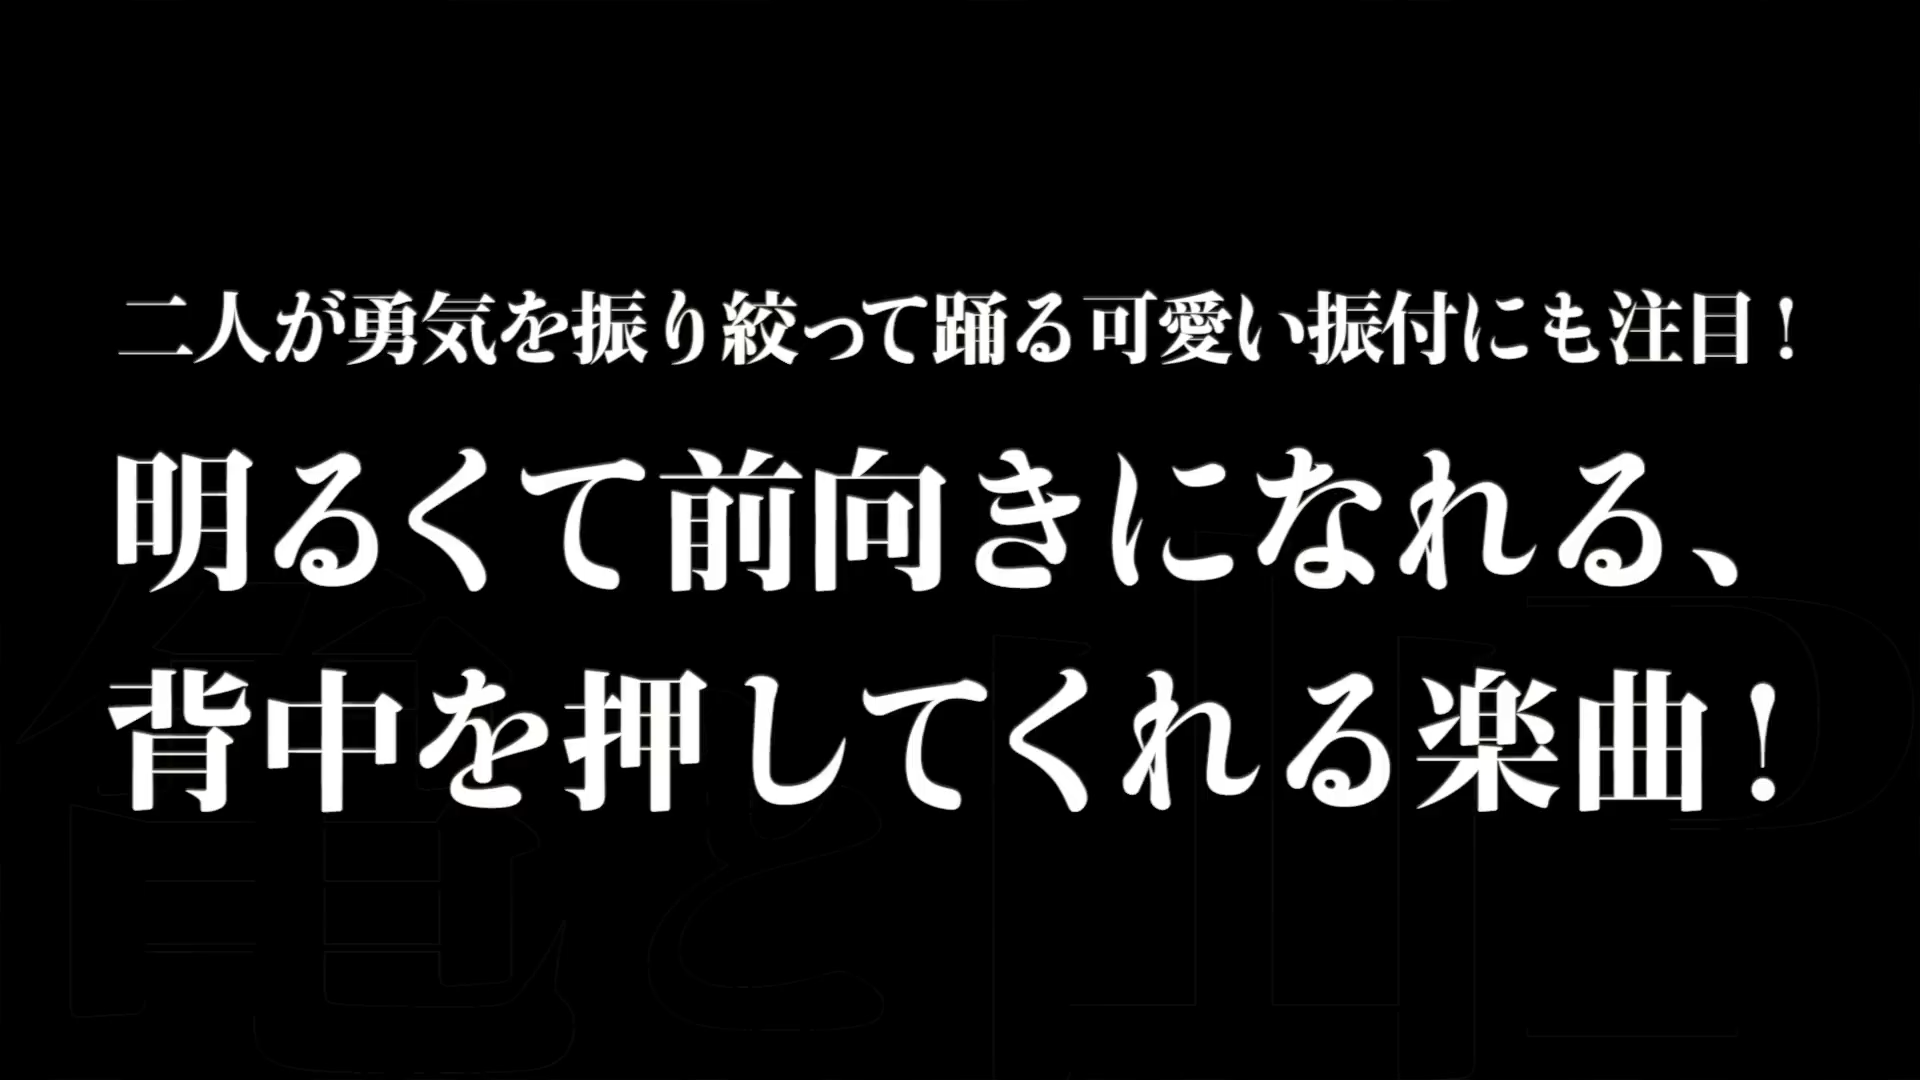 二人が勇気を振り絞って踊る可愛い振付にも注目！
明るくて前向きになれる、
背中を押してくれる楽曲！